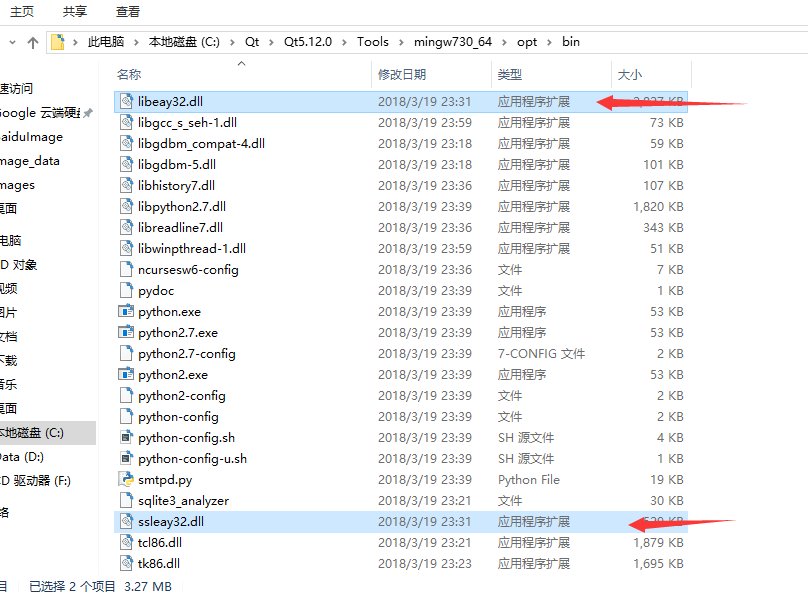 主页 共享 查看
此电脑 > 本地磁盘 (C:) > Qt > Qt5.12.0 > Tools > mingw730_64 > opt > bin
速访问
oogle 云端硬
aiduImage
mage_data
mages
桌面
电脑
D 对象
视频
图片
文档
下载
音乐
桌面
本地磁盘 (C:)
ata (D:)
D 驱动器 (F:)
络
名称 修改日期 类型 大小
libeay32.dll 2018/3/19 23:31 应用程序扩展 KB
libgcc_s_seh-1.dll 2018/3/19 23:59 应用程序扩展 73 KB
libgdbm_compat-4.dll 2018/3/19 23:18 应用程序扩展 59 KB
libgdbm-5.dll 2018/3/19 23:18 应用程序扩展 101 KB
libhistory7.dll 2018/3/19 23:36 应用程序扩展 107 KB
libpython2.7.dll 2018/3/19 23:39 应用程序扩展 1,820 KB
libreadline7.dll 2018/3/19 23:36 应用程序扩展 343 KB
libwinpthread-1.dll 2018/3/19 23:59 应用程序扩展 51 KB
ncursesw6-config 2018/3/19 23:36 文件 7 KB
pydoc 2018/3/19 23:39 文件 1 KB
python.exe 2018/3/19 23:39 应用程序 53 KB
python2.7.exe 2018/3/19 23:39 应用程序 53 KB
python2.7-config 2018/3/19 23:39 7-CONFIG 文件 2 KB
python2.exe 2018/3/19 23:39 应用程序 53 KB
python2-config 2018/3/19 23:39 文件 2 KB
python-config 2018/3/19 23:39 文件 2 KB
python-config.sh 2018/3/19 23:39 SH 源文件 4 KB
python-config-u.sh 2018/3/19 23:39 SH 源文件 1 KB
smtpd.py 2018/3/19 23:39 Python File 19 KB
sqlite3_analyzer 2018/3/19 23:21 文件 30 KB
ssleay32.dll 2018/3/19 23:31 应用程序扩展 KB
tcl86.dll 2018/3/19 23:21 应用程序扩展 1,879 KB
tk86.dll 2018/3/19 23:23 应用程序扩展 1,695 KB
目 已选择 2 个项目 3.27 MB